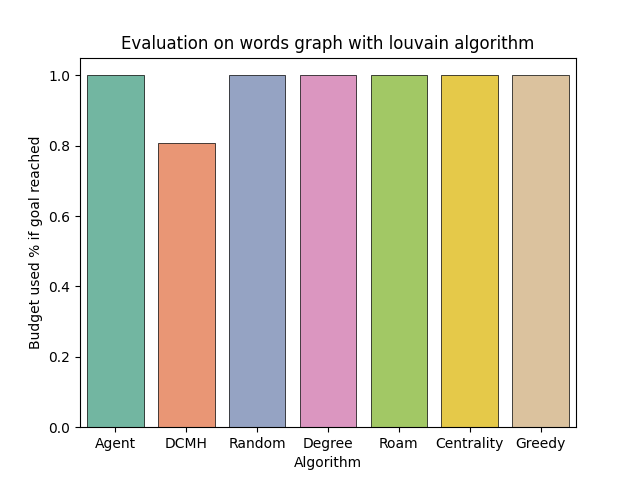 Evaluation on words graph with louvain algorithm
Budget used % if goal reached
1.0
0.8
0.6
0.4
0.2
0.0
Agent DCMH Random Degree Roam Centrality Greedy
Algorithm